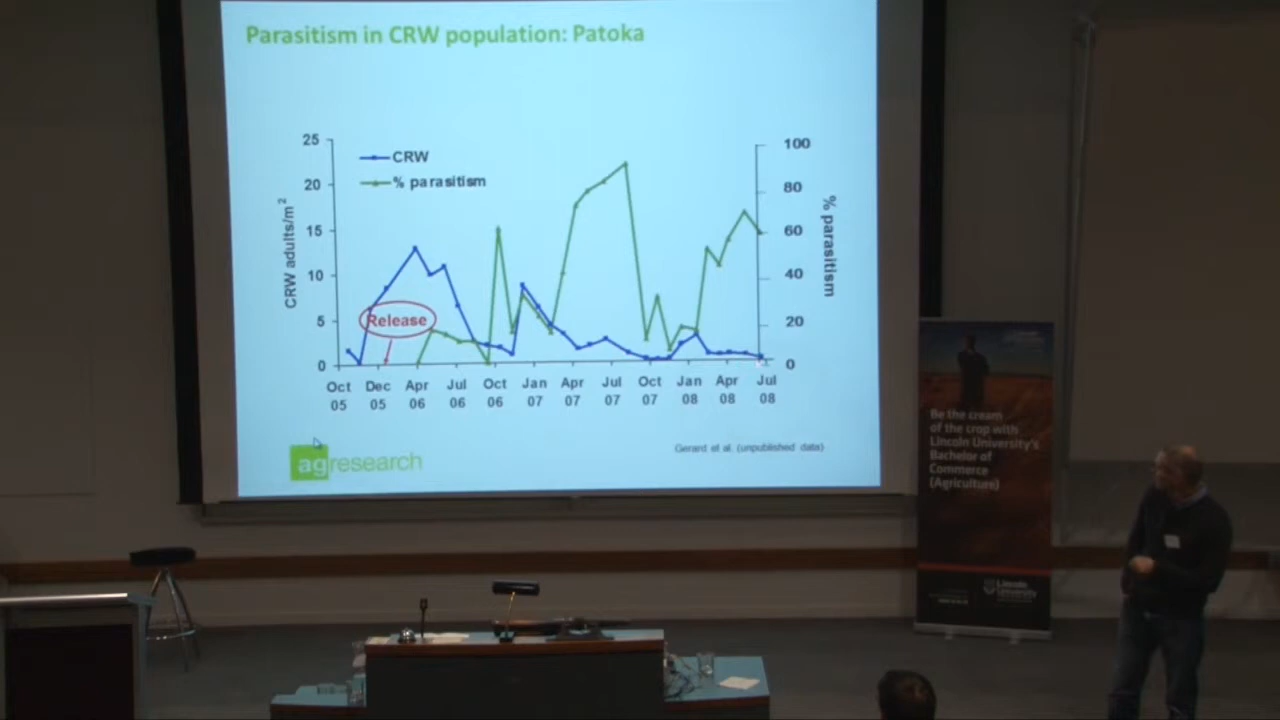 Parasitism in CRW population: Patoka
25
20
15
10
5
0
CRW adults/m²
CRW
% parasitism
Release
100
80
60
40
20
0
% parasitism
Oct Dec Apr Jul Oct Jan Apr Jul Oct Jan Apr Jul
05 05 06 06 06 07 07 07 07 08 08 08
agresearch
Gerard et al. (unpublished data)
Be the cream
of the crop with
Lincoln University's
Bachelor of
Commerce
(Agriculture)
Lincoln
University